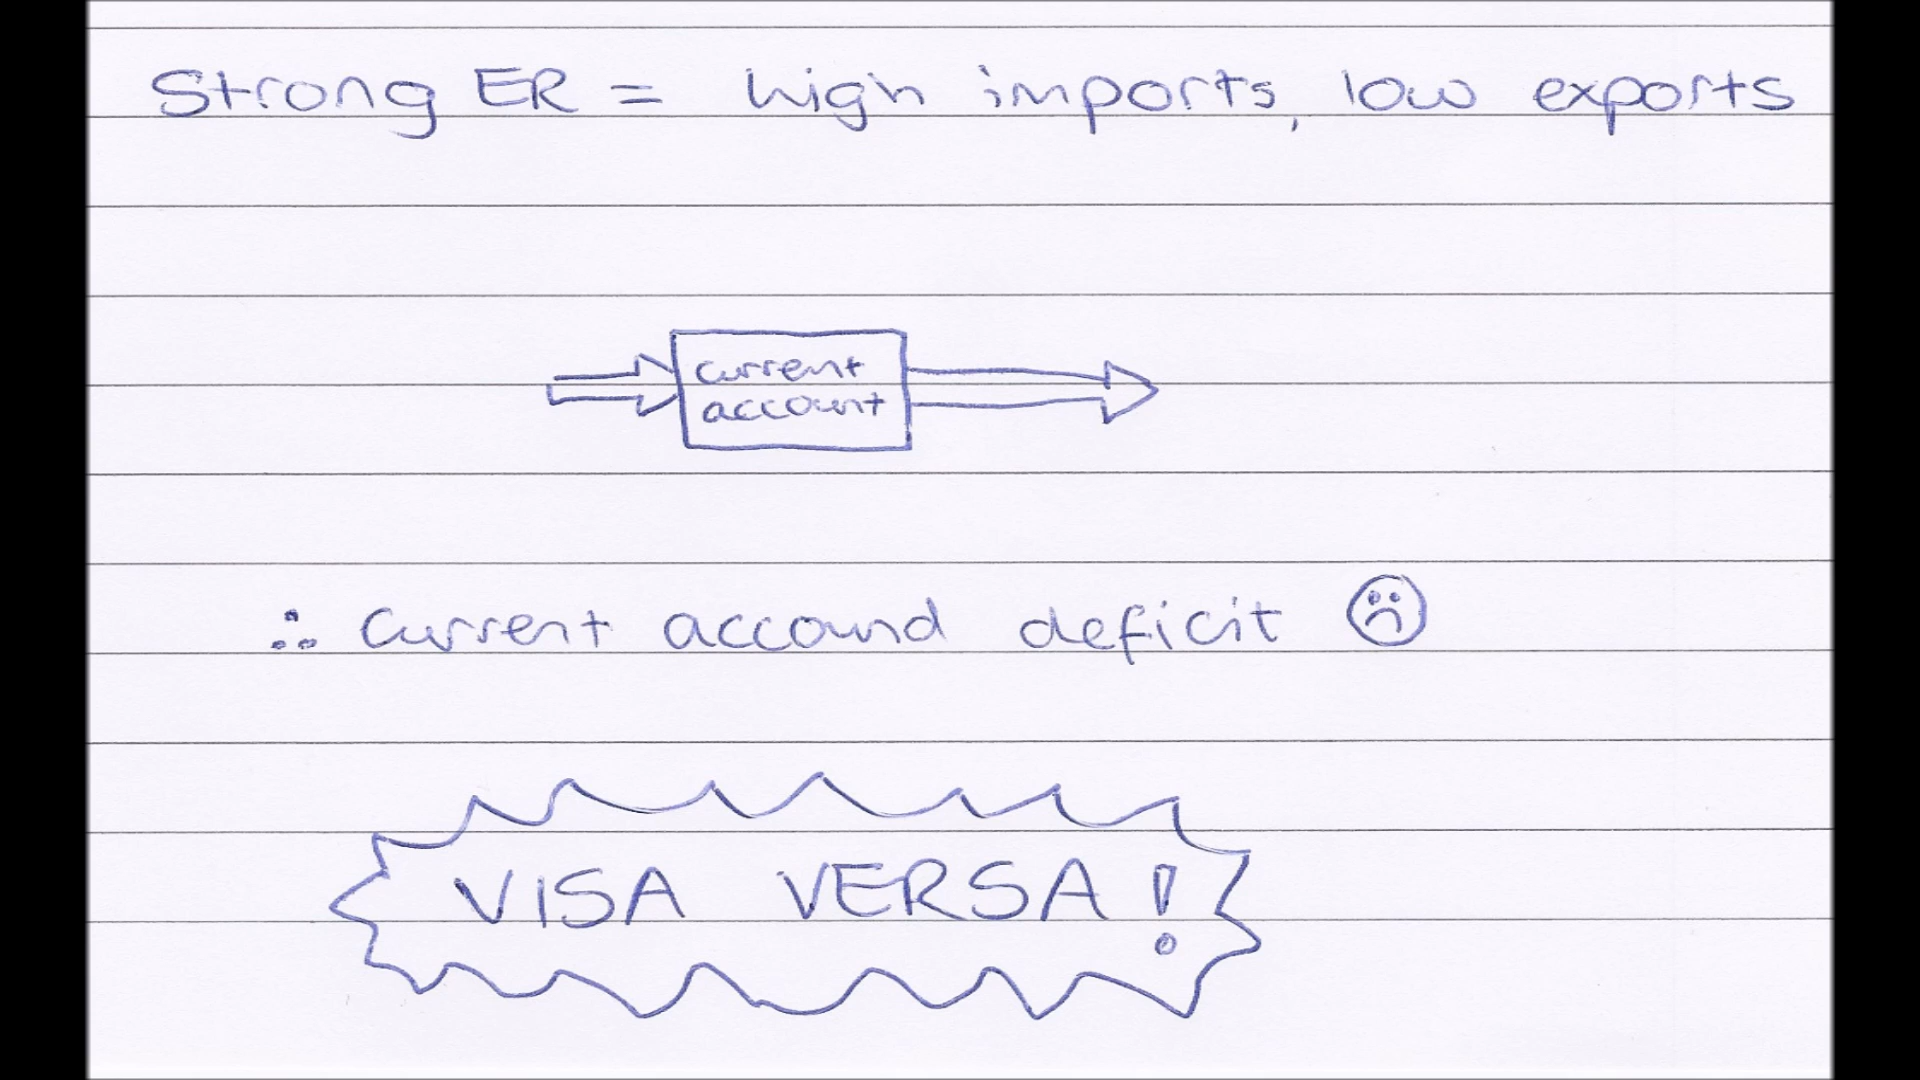 Strong ER = high imports, low exports
current
account
∴ Current accound deficit ☹
VISA VERSA!